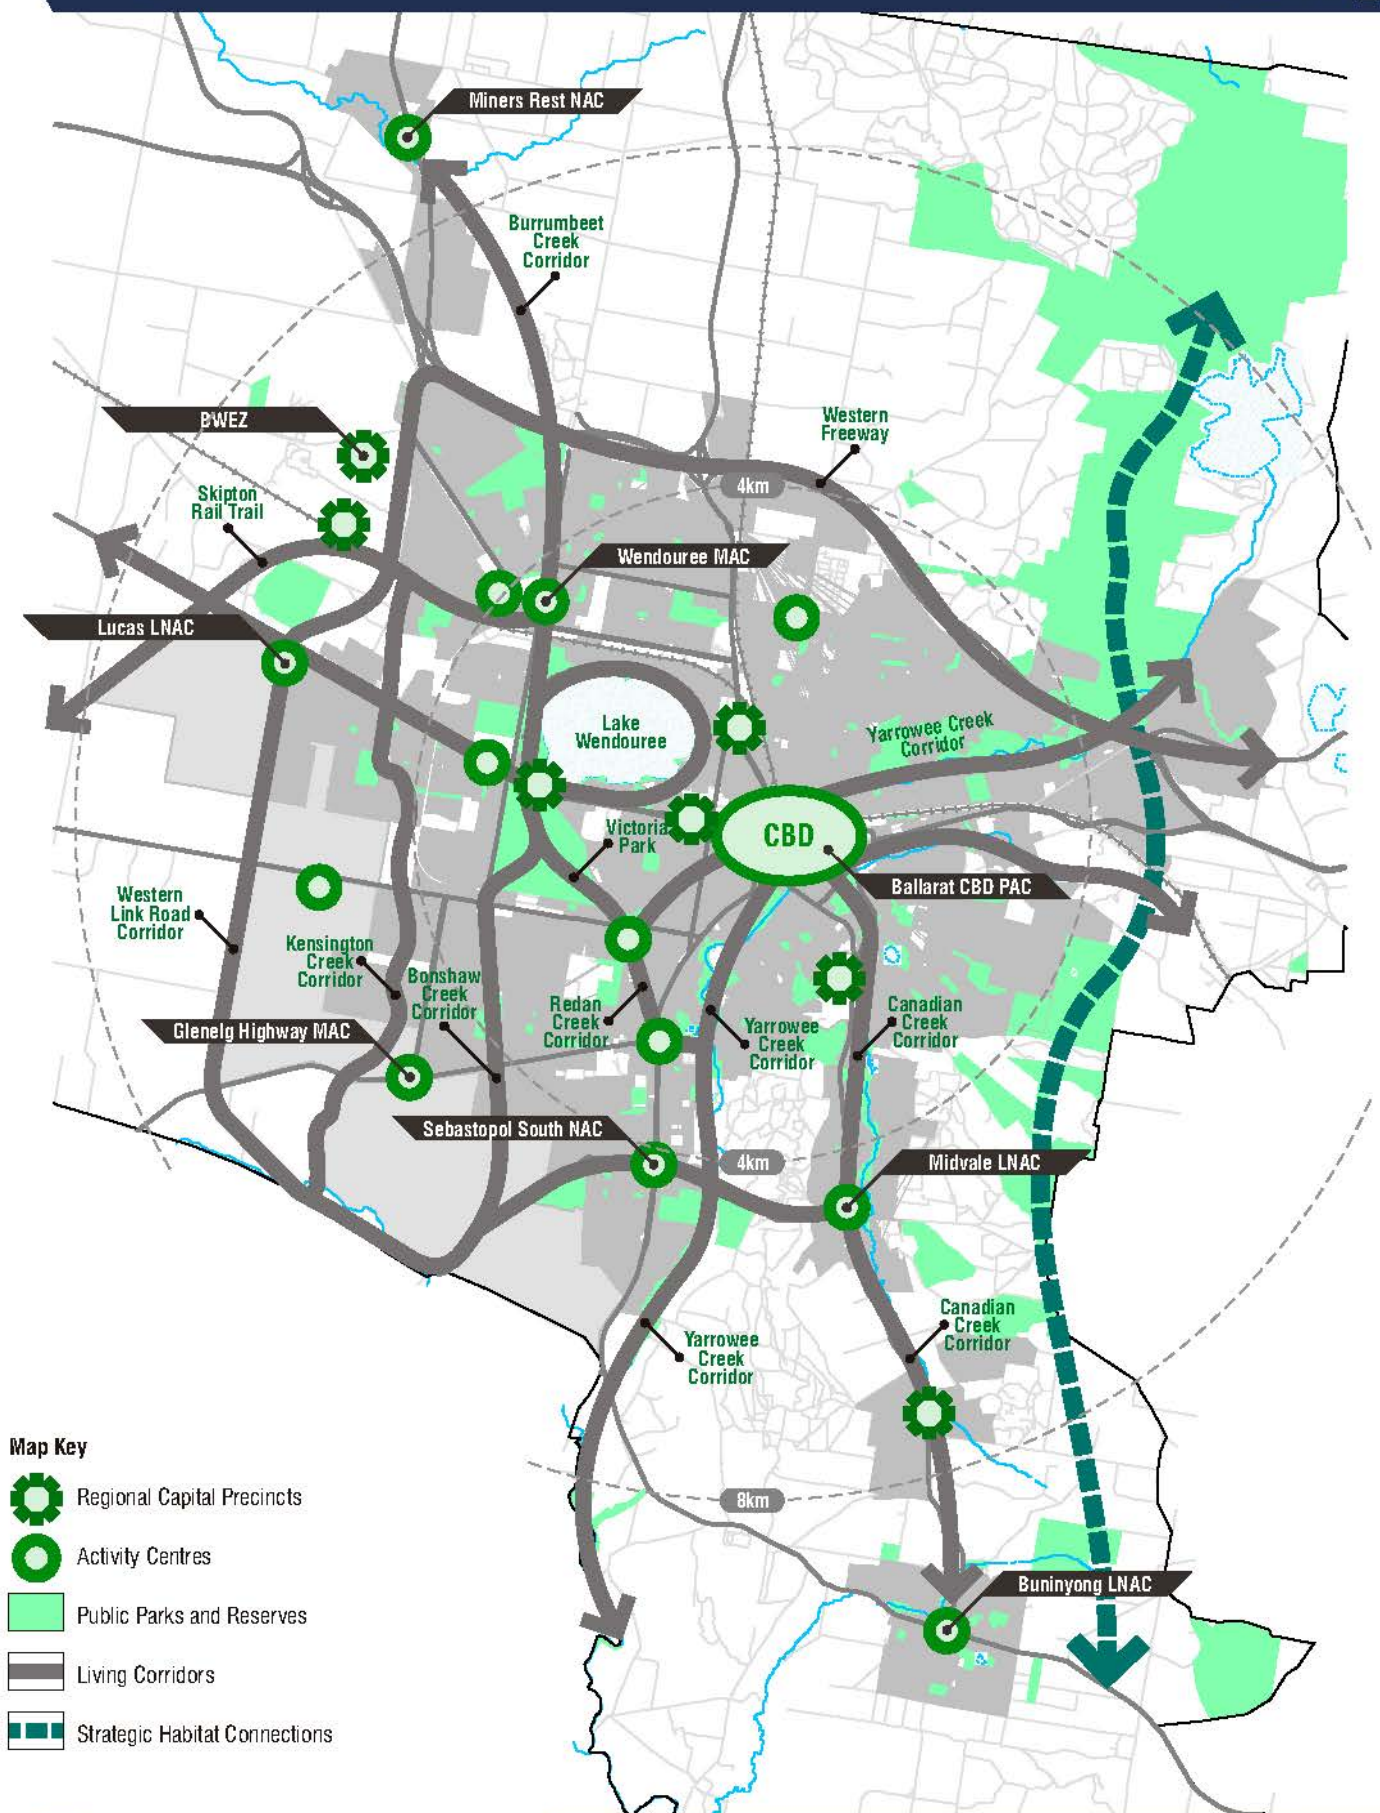 Miners Rest NAC
Burrumbeet
Creek
Corridor
BWEZ
Western
Freeway
4km
Skipton
Rail Trail
Wendouree MAC
Lucas LNAC
Lake
Wendouree
Yarrowee Creek
Corridor
Victoria
Park
CBD
Ballarat CBD PAC
Western
Link Road
Corridor
Kensington
Creek
Corridor
Bonshaw
Creek
Corridor
Redan
Creek
Corridor
Yarrowee
Creek
Corridor
Canadian
Creek
Corridor
Glenelg Highway MAC
Sebastopol South NAC
4km
Midvale LNAC
Canadian
Creek
Corridor
Yarrowee
Creek
Corridor
8km
Buninyong LNAC
Map Key
Regional Capital Precincts
Activity Centres
Public Parks and Reserves
Living Corridors
Strategic Habitat Connections